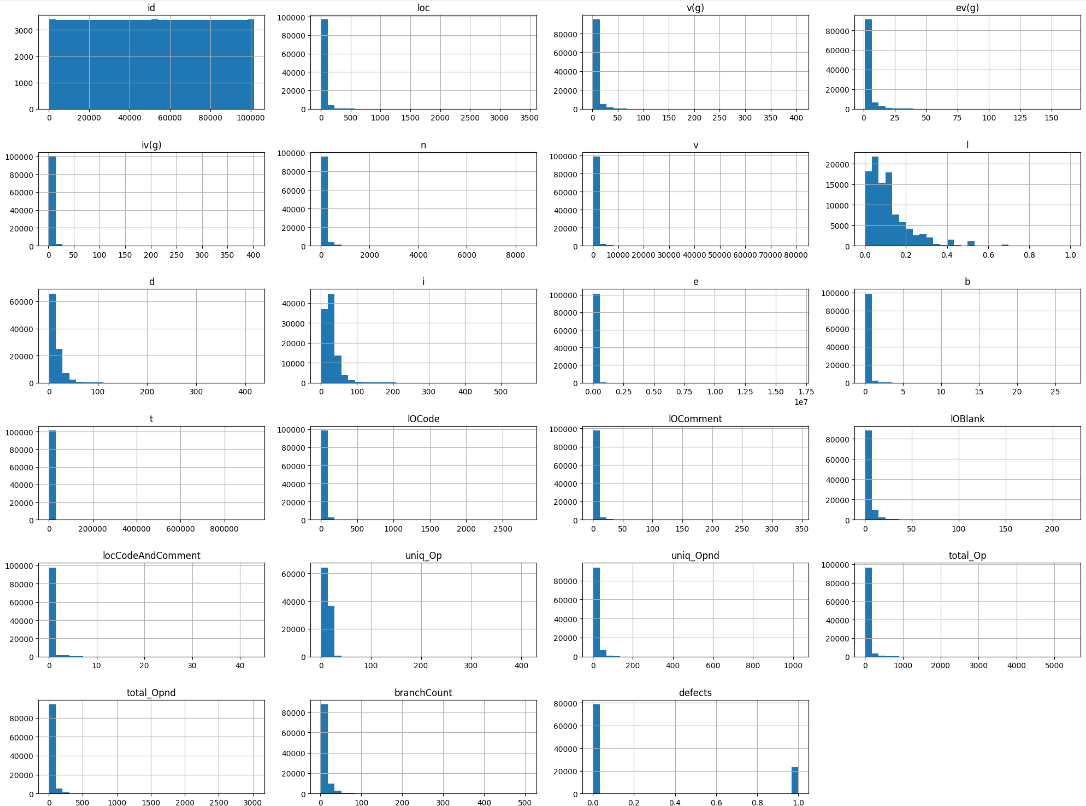 id loc v(g) ev(g)
3000 2000 1000 0
0 20000 40000 60000 80000 100000
100000 80000 60000 40000 20000 0
0 500 1000 1500 2000 2500 3000 3500
80000 60000 40000 20000 0
0 50 100 150 200 250 300 350 400
80000 60000 40000 20000 0
0 25 50 75 100 125 150
iv(g) n v l
100000 80000 60000 40000 20000 0
0 50 100 150 200 250 300 350 400
100000 80000 60000 40000 20000 0
0 2000 4000 6000 8000
100000 80000 60000 40000 20000 0
0 10000 20000 30000 40000 50000 60000 70000 80000
20000 15000 10000 5000 0
0.0 0.2 0.4 0.6 0.8 1.0
d i e b
60000 40000 20000 0
0 100 200 300 400
40000 30000 20000 10000 0
0 100 200 300 400 500
100000 80000 60000 40000 20000 0
0.0 0.2 0.5 0.8 1.0 1.2 1.5 1.7
1e7
100000 80000 60000 40000 20000 0
0 5 10 15 20 25
t lOCode lOComment lOBlank
100000 80000 60000 40000 20000 0
0 200000 400000 600000 800000
100000 80000 60000 40000 20000 0
0 500 1000 1500 2000 2500
100000 80000 60000 40000 20000 0
0 50 100 150 200 250 300 350
80000 60000 40000 20000 0
0 50 100 150 200
locCodeAndComment uniq_Op uniq_Opnd total_Op
100000 80000 60000 40000 20000 0
0 10 20 30 40
60000 40000 20000 0
0 100 200 300 400
80000 60000 40000 20000 0
0 200 400 600 800 1000
100000 80000 60000 40000 20000 0
0 1000 2000 3000 4000 5000
total_Opnd branchCount defects
80000 60000 40000 20000 0
0 500 1000 1500 2000 2500 3000
80000 60000 40000 20000 0
0 100 200 300 400 500
80000 60000 40000 20000 0
0.0 0.2 0.4 0.6 0.8 1.0